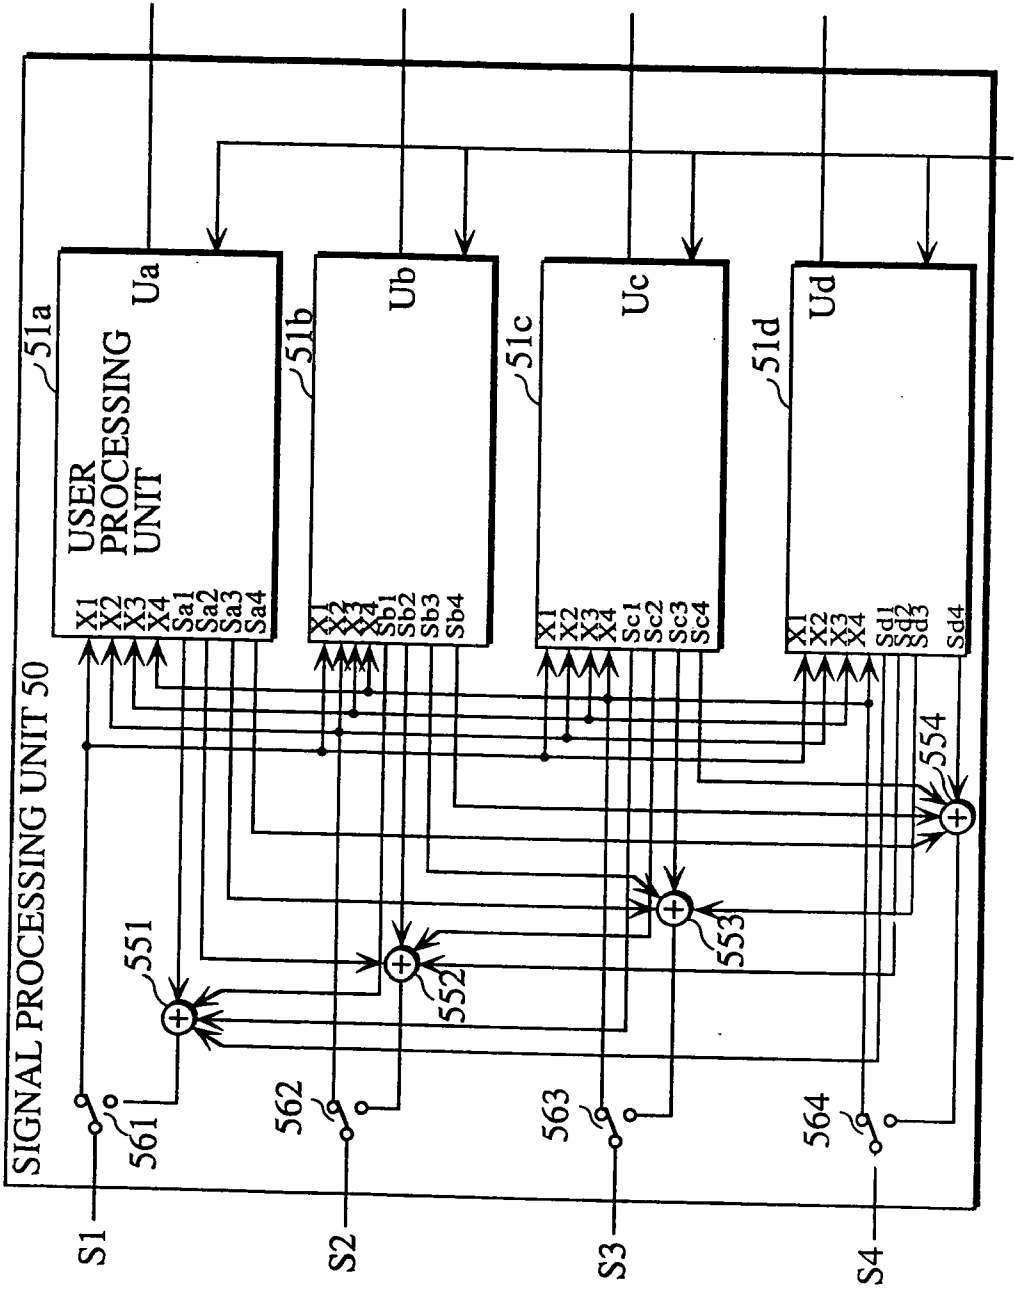 SIGNAL PROCESSING UNIT 50
51a
USER
PROCESSING
UNIT
Ua
X1
X2
X3
X4
Sa1
Sa2
Sa3
Sa4
51b
Ub
X1
X2
X3
X4
Sb1
Sb2
Sb3
Sb4
51c
Uc
X1
X2
X3
X4
Sc1
Sc2
Sc3
Sc4
51d
Ud
X1
X2
X3
X4
Sd1
Sd2
Sd3
Sd4
551
552
553
554
561
562
563
564
S1
S2
S3
S4